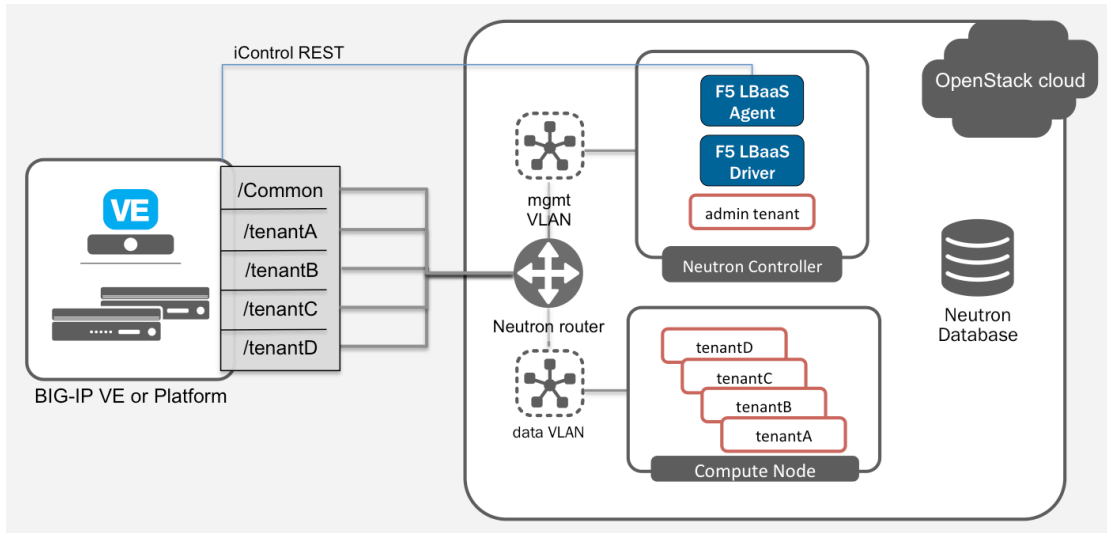 iControl REST
OpenStack cloud
F5 LBaaS
Agent
F5 LBaaS
Driver
admin tenant
Neutron Controller
mgmt
VLAN
VE
/Common
/tenantA
/tenantB
/tenantC
/tenantD
BIG-IP VE or Platform
Neutron router
data VLAN
tenantD
tenantC
tenantB
tenantA
Compute Node
Neutron
Database